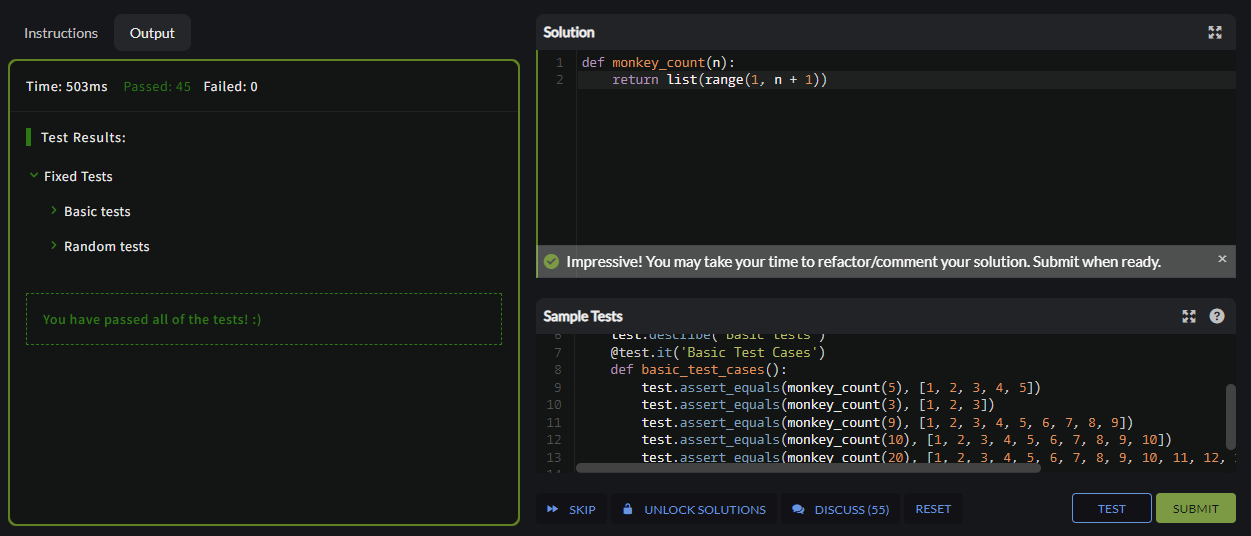 Instructions
Output
Time: 503ms Passed: 45 Failed: 0
Test Results:
Fixed Tests
Basic tests
Random tests
You have passed all of the tests! :)
Solution
1 def monkey_count(n):
2 return list(range(1, n + 1))
Impressive! You may take your time to refactor/comment your solution. Submit when ready.
Sample Tests
6 test.describe('Basic tests')
7 @test.it('Basic Test Cases')
8 def basic_test_cases():
9 test.assert_equals(monkey_count(5), [1, 2, 3, 4, 5])
10 test.assert_equals(monkey_count(3), [1, 2, 3])
11 test.assert_equals(monkey_count(9), [1, 2, 3, 4, 5, 6, 7, 8, 9])
12 test.assert_equals(monkey_count(10), [1, 2, 3, 4, 5, 6, 7, 8, 9, 10])
13 test.assert_equals(monkey_count(20), [1, 2, 3, 4, 5, 6, 7, 8, 9, 10, 11, 12,
SKIP
UNLOCK SOLUTIONS
DISCUSS (55)
RESET
TEST
SUBMIT